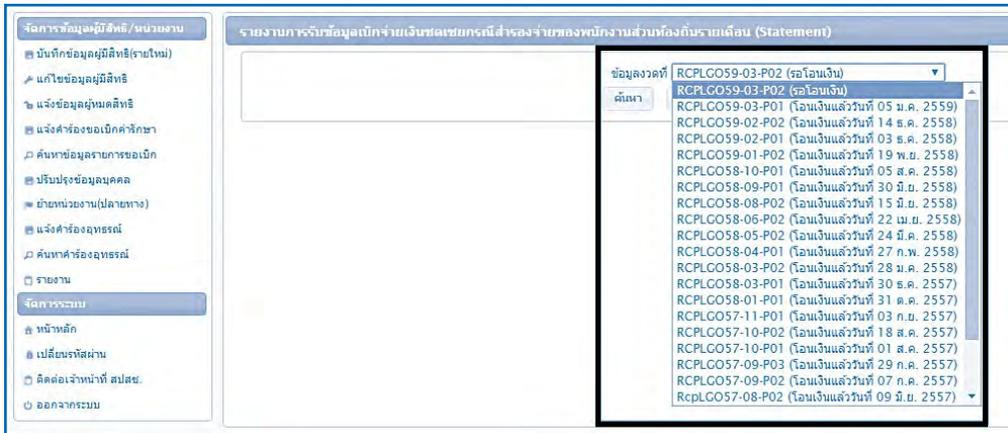 จัดการข้อมูลผู้มีสิทธิ/หน่วยงาน
บันทึกข้อมูลผู้มีสิทธิ(รายใหม่)
แก้ไขข้อมูลผู้มีสิทธิ
แจ้งข้อมูลผู้หมดสิทธิ
แจ้งคำร้องขอเบิกค่ารักษา
ค้นหาข้อมูลรายการขอเบิก
ปรับปรุงข้อมูลบุคคล
ย้ายหน่วยงาน(ปลายทาง)
แจ้งคำร้องอุทธรณ์
ค้นหาคำร้องอุทธรณ์
รายงาน
จัดการระบบ
หน้าหลัก
เปลี่ยนรหัสผ่าน
ติดต่อเจ้าหน้าที่ สปสช.
ออกจากระบบ
รายงานการรับข้อมูลเบิกจ่ายเงินชดเชยกรณีสำรองจ่ายของพนักงานส่วนท้องถิ่นรายเดือน (Statement)
ข้อมูลงวดที่ RCPLGO59-03-P02 (รอโอนเงิน)
ค้นหา
RCPLGO59-03-P02 (รอโอนเงิน)
RCPLGO59-03-P01 (โอนเงินแล้ววันที่ 05 ม.ค. 2559)
RCPLGO59-02-P02 (โอนเงินแล้ววันที่ 14 ธ.ค. 2558)
RCPLGO59-02-P01 (โอนเงินแล้ววันที่ 03 ธ.ค. 2558)
RCPLGO59-01-P02 (โอนเงินแล้ววันที่ 19 พ.ย. 2558)
RCPLGO58-10-P01 (โอนเงินแล้ววันที่ 05 ส.ค. 2558)
RCPLGO58-09-P01 (โอนเงินแล้ววันที่ 30 มิ.ย. 2558)
RCPLGO58-08-P02 (โอนเงินแล้ววันที่ 15 มิ.ย. 2558)
RCPLGO58-06-P02 (โอนเงินแล้ววันที่ 22 เม.ย. 2558)
RCPLGO58-05-P02 (โอนเงินแล้ววันที่ 24 มี.ค. 2558)
RCPLGO58-04-P01 (โอนเงินแล้ววันที่ 27 ก.พ. 2558)
RCPLGO58-03-P02 (โอนเงินแล้ววันที่ 28 ม.ค. 2558)
RCPLGO58-03-P01 (โอนเงินแล้ววันที่ 30 ธ.ค. 2557)
RCPLGO58-01-P02 (โอนเงินแล้ววันที่ 31 ต.ค. 2557)
RCPLGO57-11-P01 (โอนเงินแล้ววันที่ 03 ก.ย. 2557)
RCPLGO57-10-P02 (โอนเงินแล้ววันที่ 18 ส.ค. 2557)
RCPLGO57-10-P01 (โอนเงินแล้ววันที่ 01 ส.ค. 2557)
RCPLGO57-09-P03 (โอนเงินแล้ววันที่ 29 ก.ค. 2557)
RCPLGO57-09-P02 (โอนเงินแล้ววันที่ 07 ก.ค. 2557)
RcpLGO57-08-P02 (โอนเงินแล้ววันที่ 09 มิ.ย. 2557)